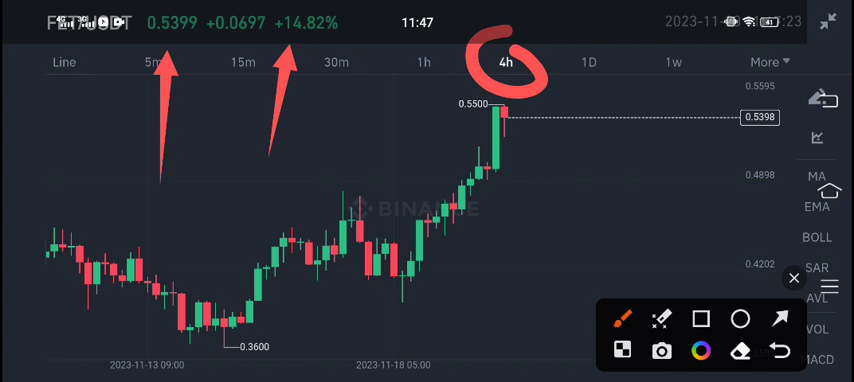 FET/USDT 0.5399 +0.0697 +14.82% 11:47
Line 5m 15m 30m 1h 4h 1D 1w More
0.5595
0.5500
0.5398
MA
0.4898
BINANCE
EMA
BOLL
0.4202
SAR
AVL
VOL
0.3600
MACD
2023-11-13 09:00 2023-11-18 05:00